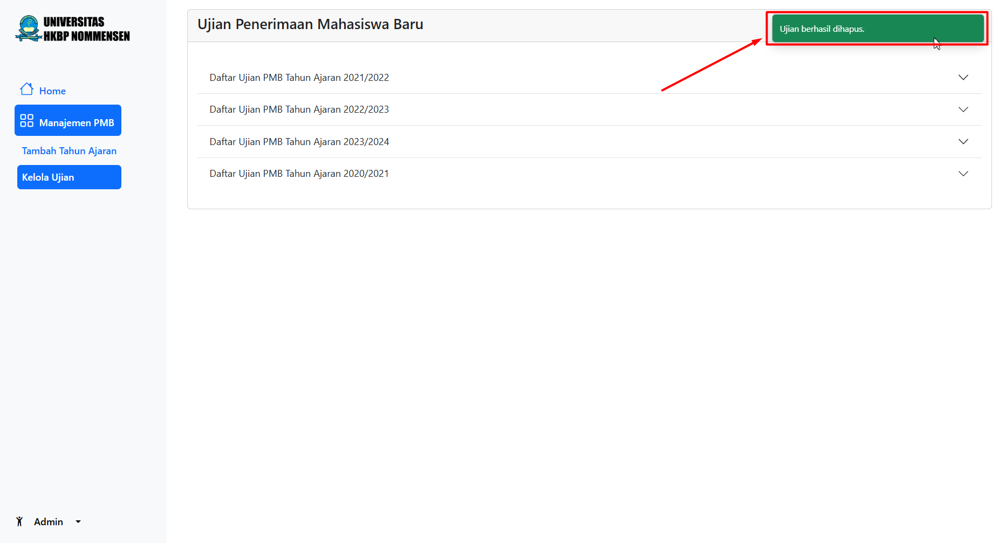 UNIVERSITAS
HKBP NOMMENSEN
Home
Manajemen PMB
Tambah Tahun Ajaran
Kelola Ujian
Admin
Ujian Penerimaan Mahasiswa Baru
Ujian berhasil dihapus.
Daftar Ujian PMB Tahun Ajaran 2021/2022
Daftar Ujian PMB Tahun Ajaran 2022/2023
Daftar Ujian PMB Tahun Ajaran 2023/2024
Daftar Ujian PMB Tahun Ajaran 2020/2021